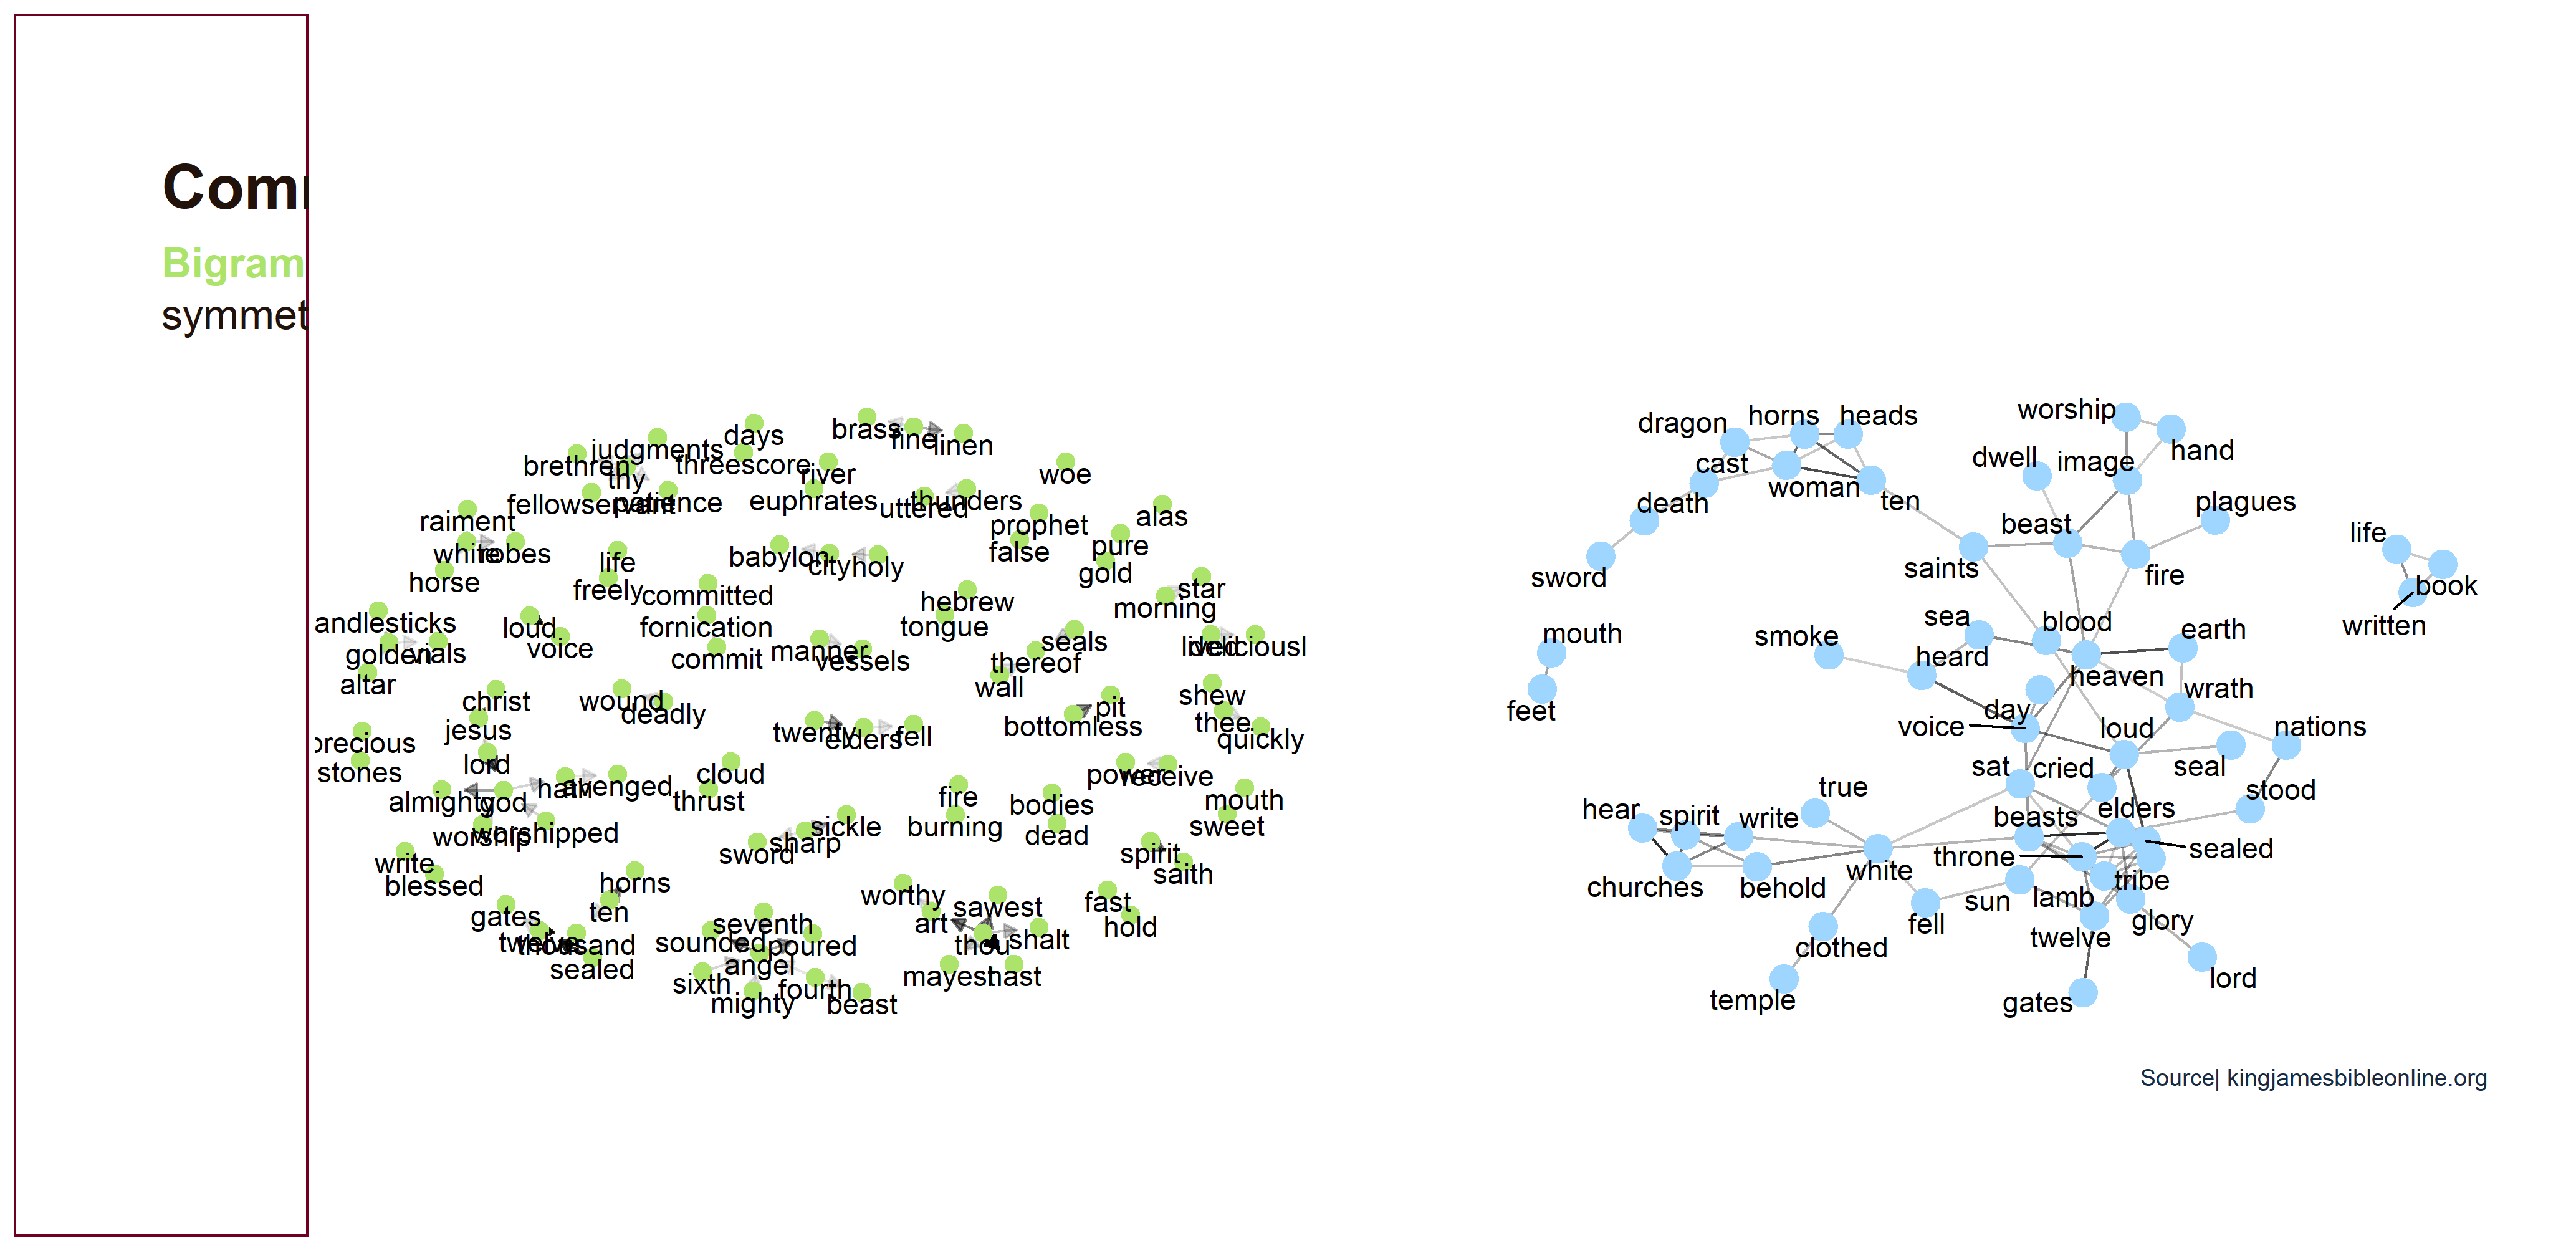 Com
Bigram
symmet
brass
fine
linen
days
judgments
brethren
thy
threescore
river
woe
fellowservant
patience
euphrates
uttered
thunders
prophet
alas
raiment
white
robes
false
pure
life
babylon
city
holy
gold
horse
freely
star
committed
hebrew
morning
andlesticks
loud
fornication
tongue
seals
lived
deliciousl
golden
vials
voice
commit
manner
vessels
thereof
altar
wall
christ
wound
deadly
shew
pit
jesus
twenty
elders
fell
bottomless
thee
quickly
precious
stones
lord
cloud
power
receive
almighty
god
hath
avenged
thrust
fire
bodies
mouth
worship
worshipped
sickle
burning
dead
sweet
sword
sharp
write
spirit
blessed
saith
horns
worthy
sawest
fast
gates
ten
seventh
art
hold
twelve
thousand
sounded
poured
thou
shalt
sealed
angel
sixth
fourth
mayest
hast
mighty
beast
dragon
horns
heads
worship
cast
woman
ten
dwell
image
hand
death
beast
plagues
sword
saints
fire
life
book
written
mouth
feet
smoke
sea
heard
blood
earth
heaven
wrath
day
voice
loud
nations
sat
cried
seal
true
stood
hear
spirit
write
beasts
elders
white
throne
sealed
churches
behold
sun
lamb
tribe
fell
twelve
glory
clothed
temple
gates
lord
Source| kingjamesbibleonline.org